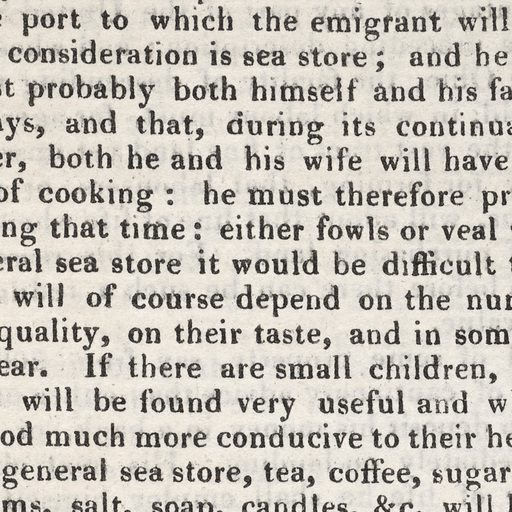 port to which the emigrant will
consideration is sea store; and he
probably both himself and his fa
ays, and that, during its continua
er, both he and his wife will have
of cooking: he must therefore pr
ng that time: either fowls or veal
eral sea store it would be difficult
will of course depend on the num
quality, on their taste, and in som
ear. If there are small children,
will be found very useful and w
od much more conducive to their he
general sea store, tea, coffee, sugar
ms, salt, soap, candles, &c. will